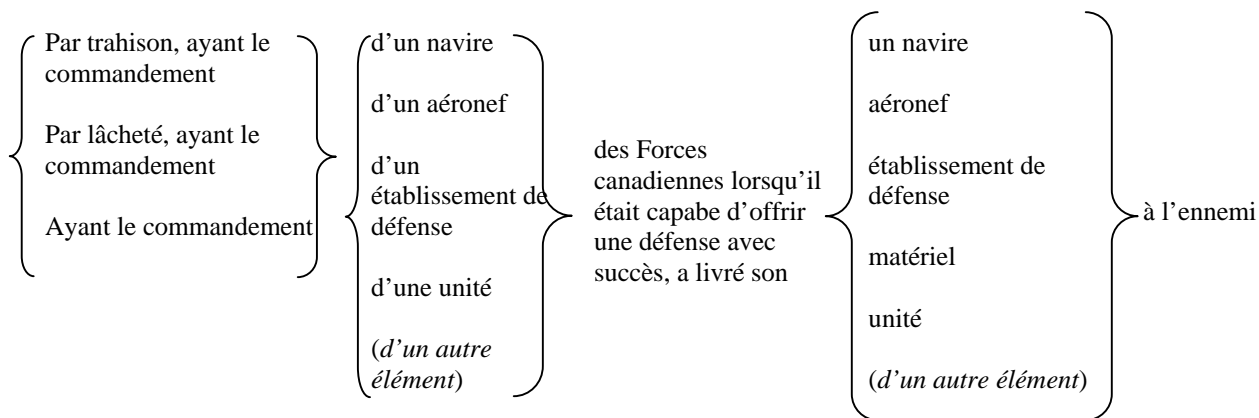 Par trahison, ayant le
commandement
Par lâcheté, ayant le
commandement
Ayant le commandement
d'un navire
d'un aéronef
d'un
établissement de
défense
d'une unité
(d'un autre
élément)
des Forces
canadiennes lorsqu'il
était capabe d'offrir
une défense avec
succès, a livré son
un navire
aéronef
établissement de
défense
matériel
unité
(d'un autre élément)
à l'ennemi